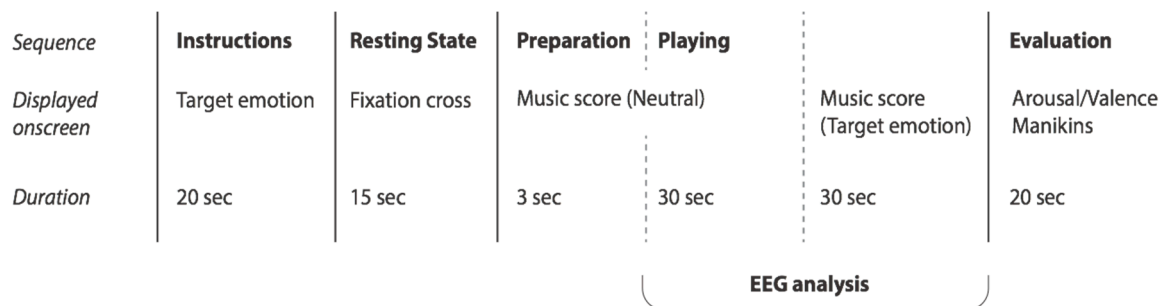 Sequence Instructions Resting State Preparation Playing Evaluation
Displayed onscreen Target emotion Fixation cross Music score (Neutral) Music score (Target emotion) Arousal/Valence Manikins
Duration 20 sec 15 sec 3 sec 30 sec 30 sec 20 sec
EEG analysis